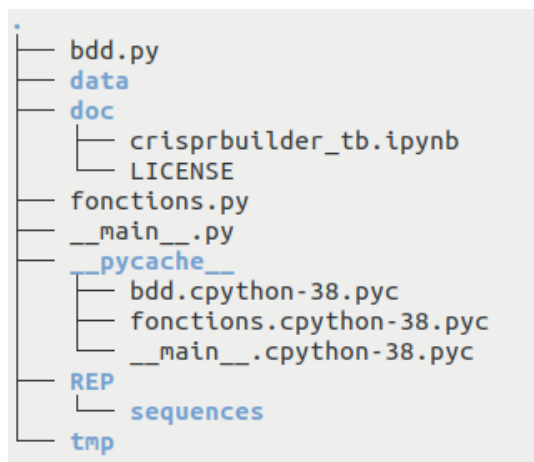 .
bdd.py
data
doc
crisprbuilder_tb.ipynb
LICENSE
fonctions.py
__main__.py
__pycache__
bdd.cpython-38.pyc
fonctions.cpython-38.pyc
__main__.cpython-38.pyc
REP
sequences
tmp